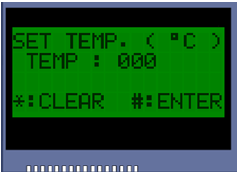 SET TEMP. ( °C )
TEMP : 000
*:CLEAR #:ENTER